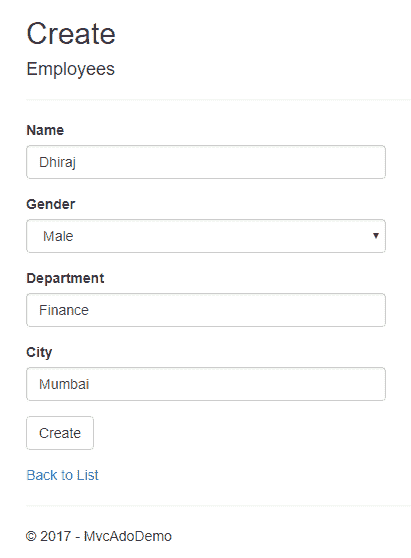 Create
Employees
Name
Dhiraj
Gender
Male
Department
Finance
City
Mumbai
Create
Back to List
© 2017 - MvcAdoDemo